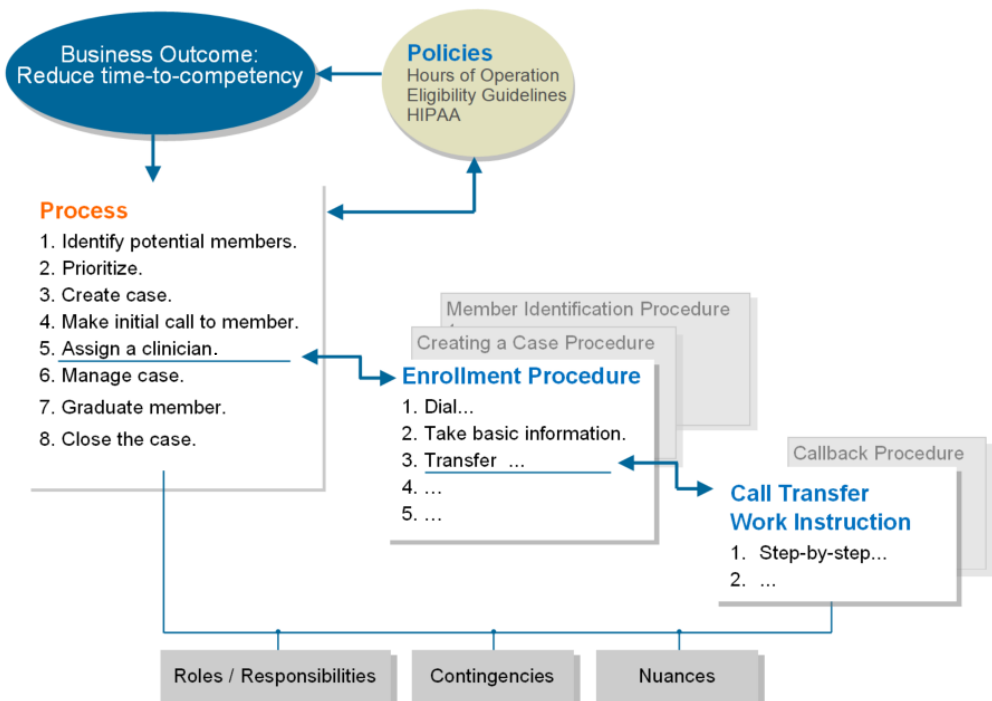 Business Outcome:
Reduce time-to-competency
Policies
Hours of Operation
Eligibility Guidelines
HIPAA
Process
1. Identify potential members.
2. Prioritize.
3. Create case.
4. Make initial call to member.
5. Assign a clinician.
6. Manage case.
7. Graduate member.
8. Close the case.
Member Identification Procedure
Creating a Case Procedure
Enrollment Procedure
1. Dial...
2. Take basic information.
3. Transfer ...
4. ...
5. ...
Callback Procedure
Call Transfer
Work Instruction
1. Step-by-step...
2. ...
Roles / Responsibilities
Contingencies
Nuances